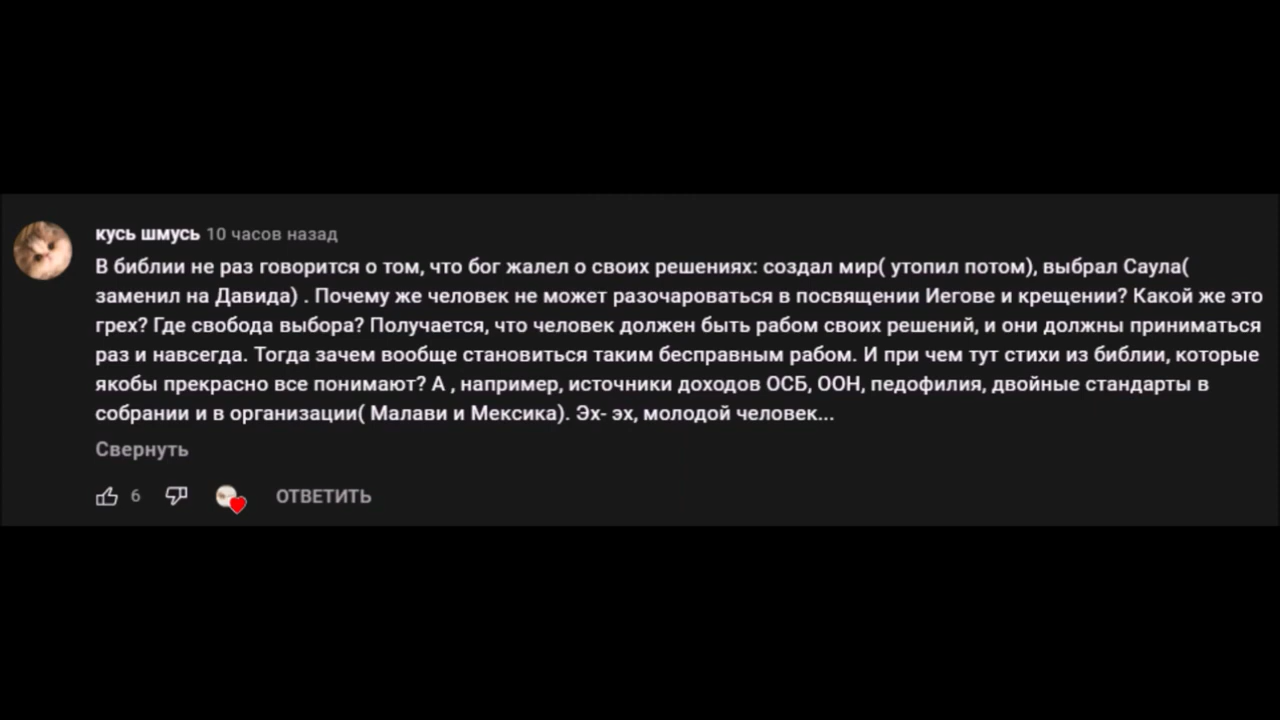 кусь шмусь 10 часов назад
В библии не раз говорится о том, что бог жалел о своих решениях: создал мир( утопил потом), выбрал Саула(
заменил на Давида) . Почему же человек не может разочароваться в посвящении Иегове и крещении? Какой же это
грех? Где свобода выбора? Получается, что человек должен быть рабом своих решений, и они должны приниматься
раз и навсегда. Тогда зачем вообще становиться таким бесправным рабом. И при чем тут стихи из библии, которые
якобы прекрасно все понимают? А , например, источники доходов ОСБ, ООН, педофилия, двойные стандарты в
собрании и в организации( Малави и Мексика). Эх- эх, молодой человек...
Свернуть
6 ОТВЕТИТЬ